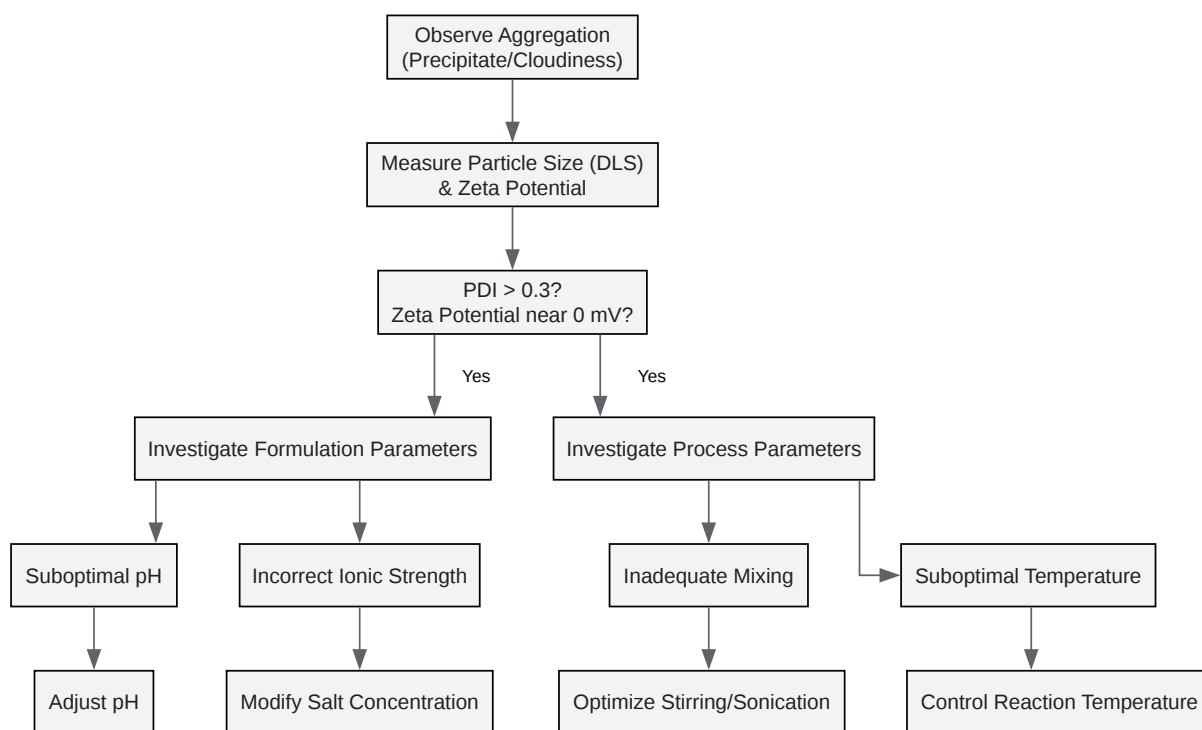 Observe Aggregation
(Precipitate/Cloudiness)
Measure Particle Size (DLS)
& Zeta Potential
PDI > 0.3?
Zeta Potential near 0 mV?
Yes
Yes
Investigate Formulation Parameters
Investigate Process Parameters
Suboptimal pH
Incorrect Ionic Strength
Inadequate Mixing
Suboptimal Temperature
Adjust pH
Modify Salt Concentration
Optimize Stirring/Sonication
Control Reaction Temperature